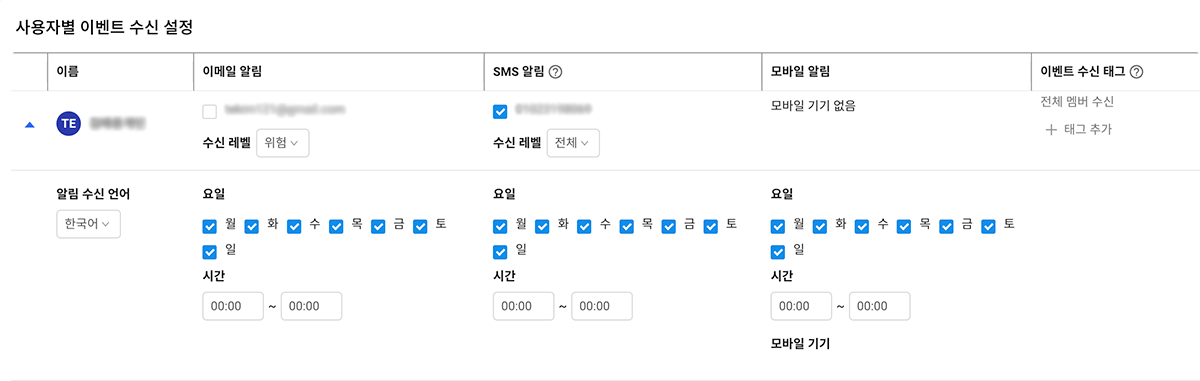 사용자별 이벤트 수신 설정
이름 이메일 알림 SMS 알림 ? 모바일 알림 이벤트 수신 태그 ?
TE
모바일 기기 없음
전체 멤버 수신
수신 레벨 위험
수신 레벨 전체
+ 태그 추가
알림 수신 언어
한국어
요일
월 화 수 목 금 토
일
시간
00:00 ~ 00:00
요일
월 화 수 목 금 토
일
시간
00:00 ~ 00:00
요일
월 화 수 목 금 토
일
시간
00:00 ~ 00:00
모바일 기기